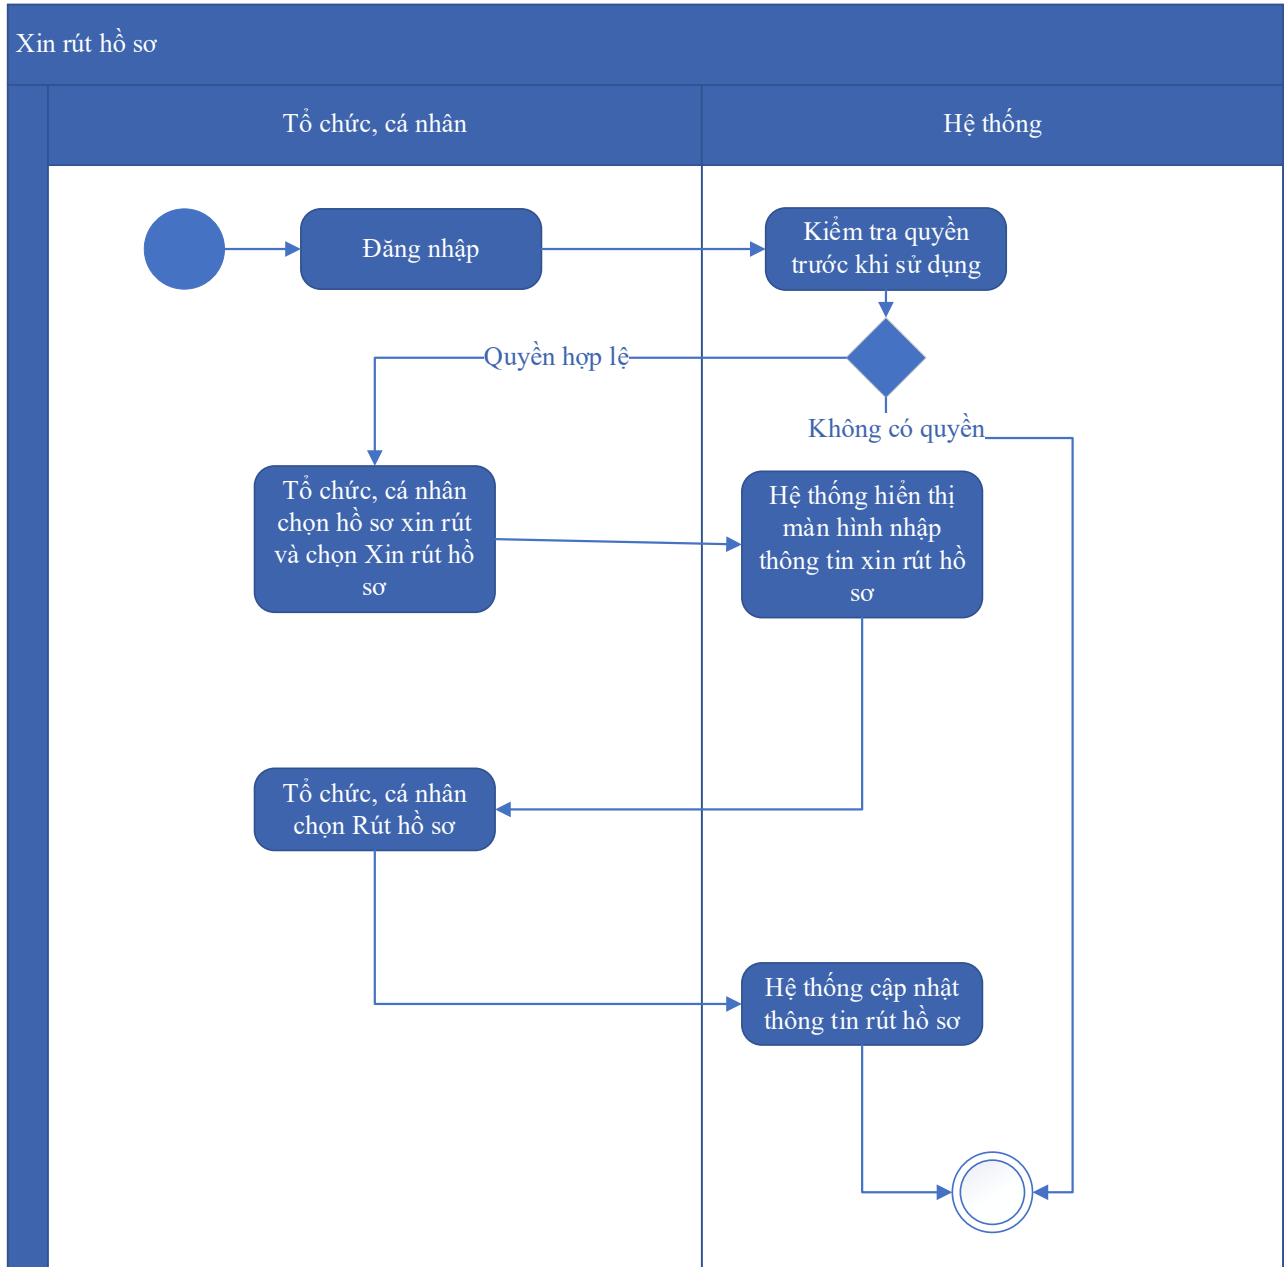 Xin rút hồ sơ
Tổ chức, cá nhân
Hệ thống
Đăng nhập
Kiểm tra quyền
trước khi sử dụng
Quyền hợp lệ
Không có quyền
Tổ chức, cá nhân
chọn hồ sơ xin rút
và chọn Xin rút hồ
sơ
Hệ thống hiển thị
màn hình nhập
thông tin xin rút hồ
sơ
Tổ chức, cá nhân
chọn Rút hồ sơ
Hệ thống cập nhật
thông tin rút hồ sơ